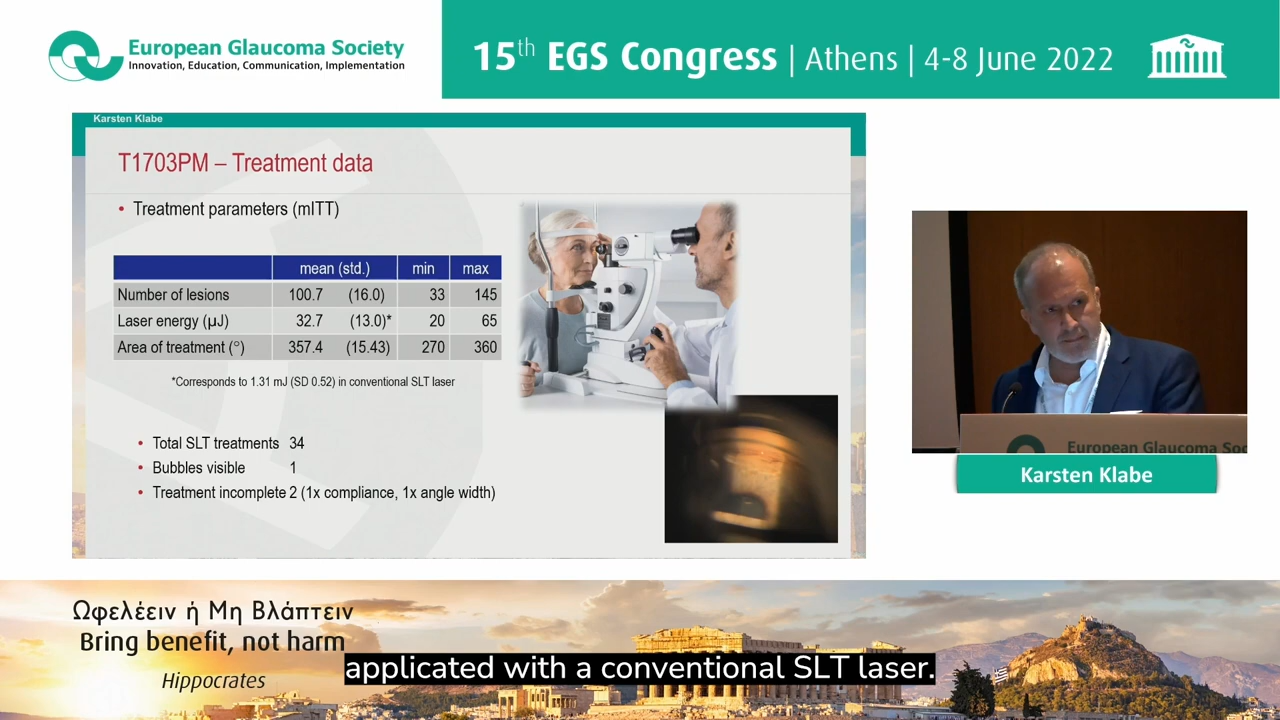 European Glaucoma Society
Innovation, Education, Communication, Implementation
15th EGS Congress | Athens | 4-8 June 2022
Karsten Klabe
T1703PM – Treatment data
• Treatment parameters (mITT)
mean (std.) min max
Number of lesions 100.7 (16.0) 33 145
Laser energy (µJ) 32.7 (13.0)* 20 65
Area of treatment (°) 357.4 (15.43) 270 360
*Corresponds to 1.31 mJ (SD 0.52) in conventional SLT laser
• Total SLT treatments 34
• Bubbles visible 1
• Treatment incomplete 2 (1x compliance, 1x angle width)
European Glaucoma Soc
Karsten Klabe
Ωφελέειν ή Μη Βλάπτειν
Bring benefit, not harm
Hippocrates
applicated with a conventional SLT laser.